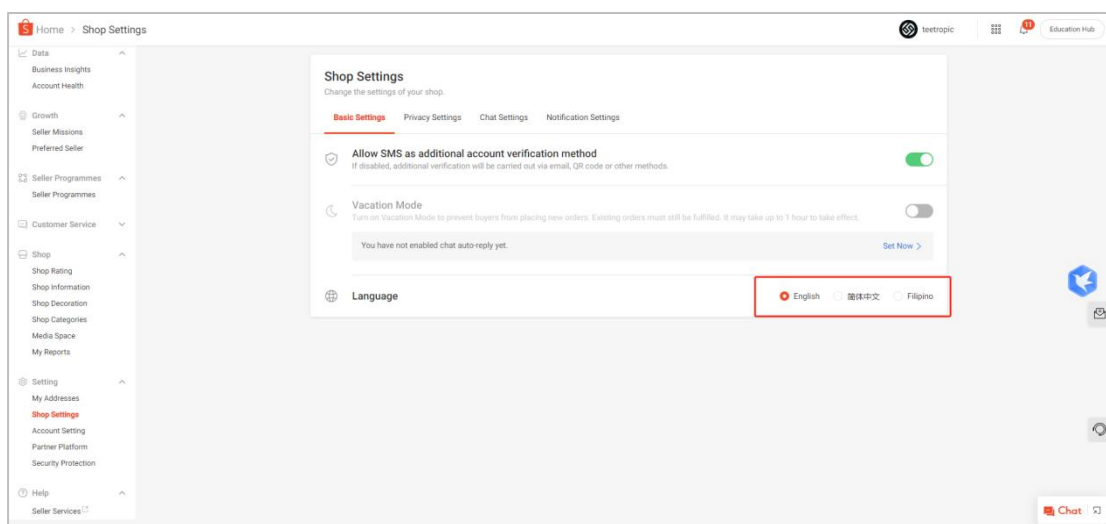 Home > Shop Settings
teetropic
11
Education Hub
Data
Business Insights
Account Health
Growth
Seller Missions
Preferred Seller
Seller Programmes
Seller Programmes
Customer Service
Shop
Shop Rating
Shop Information
Shop Decoration
Shop Categories
Media Space
My Reports
Setting
My Addresses
Shop Settings
Account Setting
Partner Platform
Security Protection
Help
Seller Services
Shop Settings
Change the settings of your shop.
Basic Settings Privacy Settings Chat Settings Notification Settings
Allow SMS as additional account verification method
If disabled, additional verification will be carried out via email, QR code or other methods.
Vacation Mode
Turn on Vacation Mode to prevent buyers from placing new orders. Existing orders must still be fulfilled. It may take up to 1 hour to take effect.
You have not enabled chat auto-reply yet. Set Now >
Language English 简体中文 Filipino
Chat